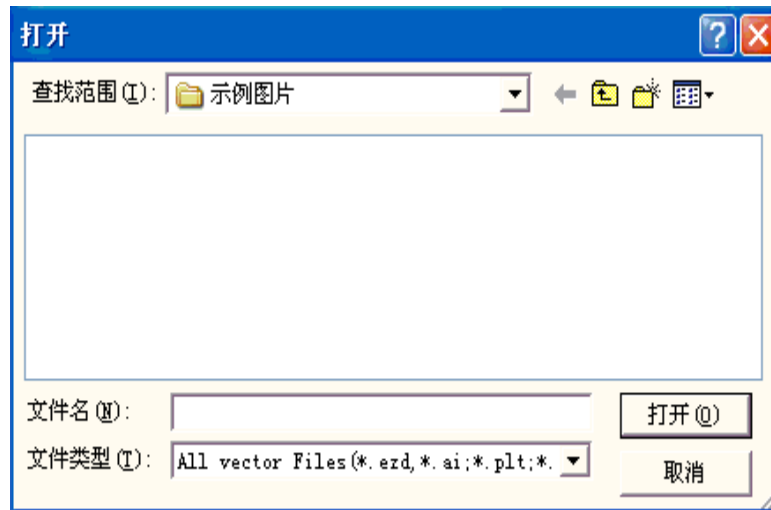 打开
查找范围(I): 示例图片
文件名(N): 打开(O)
文件类型(T): All vector Files(*.ezd,*.ai;*.plt;*. 取消